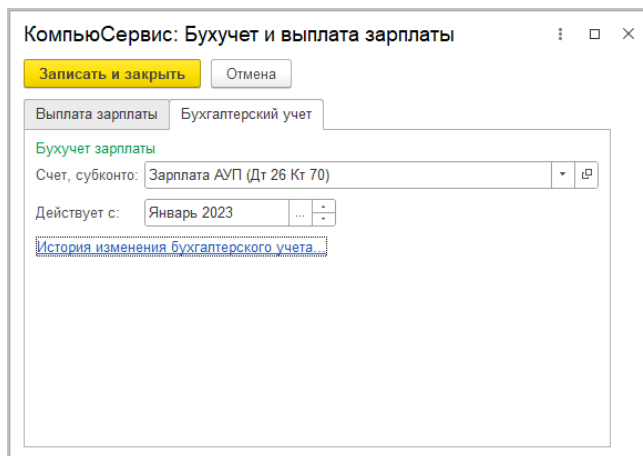 КомпьюСервис: Бухучет и выплата зарплаты
Записать и закрыть Отмена
Выплата зарплаты Бухгалтерский учет
Бухучет зарплаты
Счет, субконто: Зарплата АУП (Дт 26 Кт 70)
Действует с: Январь 2023 ...
История изменения бухгалтерского учета...